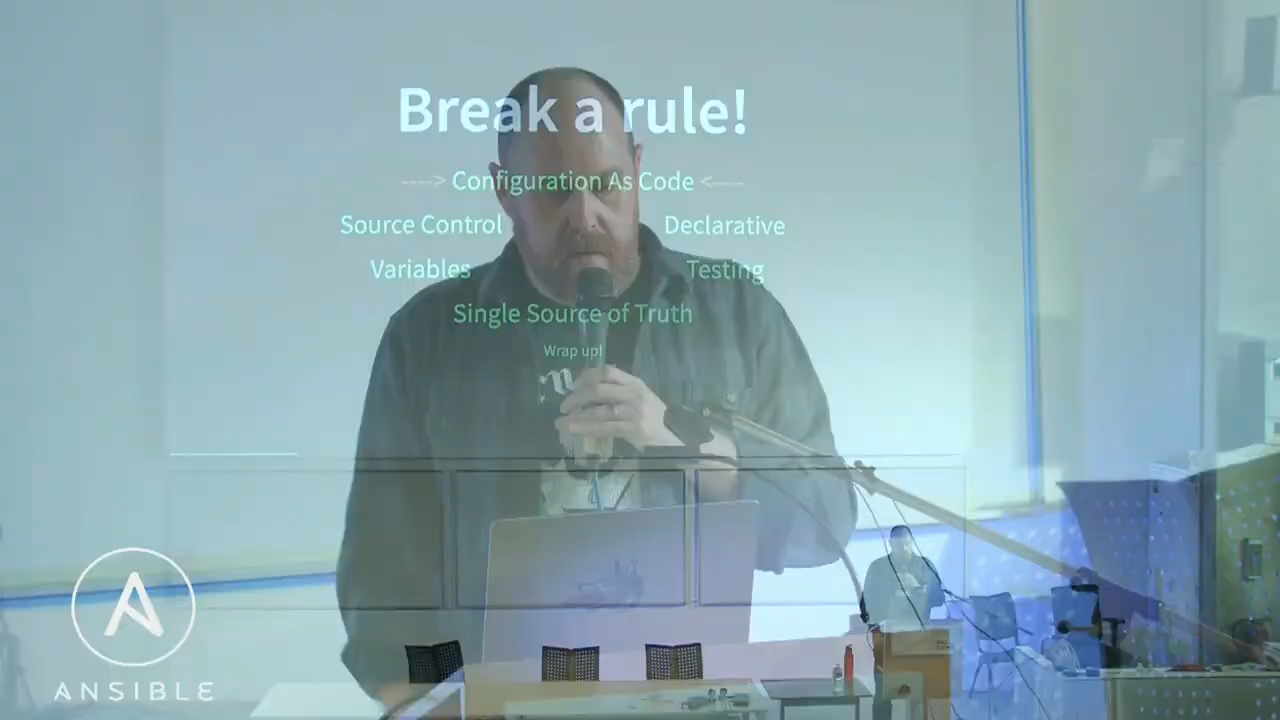 Break a rule!
---> Configuration As Code <---
Source Control Declarative
Variables Testing
Single Source of Truth
Wrap up!
ANSIBLE